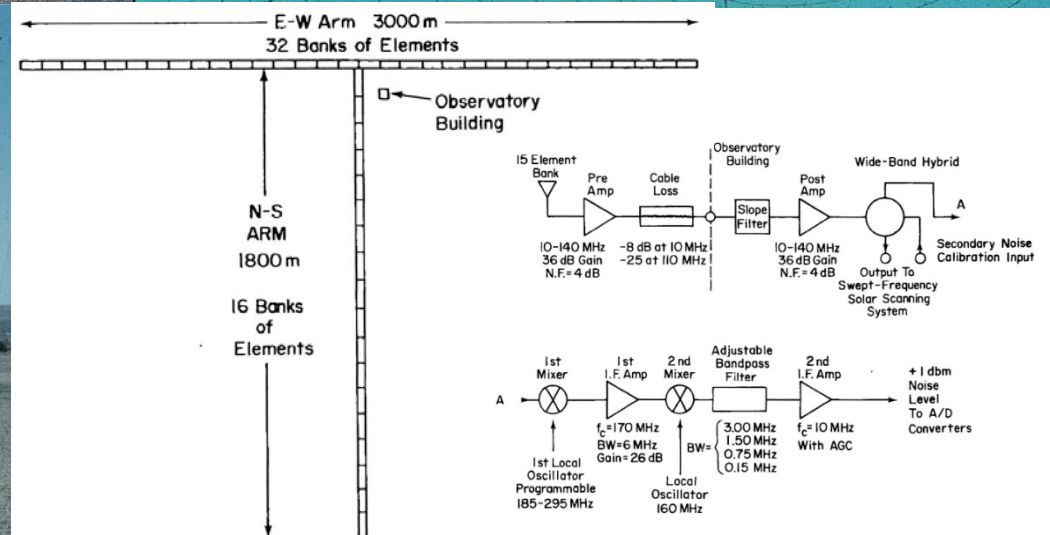 E-W Arm 3000 m
32 Banks of Elements
Observatory
Building
N-S
ARM
1800 m
16 Banks
of
Elements
15 Element
Bank
Pre
Amp
Cable
Loss
Observatory
Building
Slope
Filter
Post
Amp
Wide-Band Hybrid
A
10-140 MHz
36 dB Gain
N.F.= 4 dB
-8 dB at 10 MHz
-25 at 110 MHz
10-140 MHz
36 dB Gain
N.F.= 4 dB
Output To
Swept-Frequency
Solar Scanning
System
Secondary Noise
Calibration Input
A
1st
Mixer
1st
I.F. Amp
2nd
Mixer
Adjustable
Bandpass
Filter
2nd
I.F. Amp
+1 dbm
Noise
Level
To A/D
Converters
1st Local
Oscillator
Programmable
185-295 MHz
fc=170 MHz
BW=6 MHz
Gain=26 dB
Local
Oscillator
160 MHz
BW= { 3.00 MHz
1.50 MHz
0.75 MHz
0.15 MHz
fc=10 MHz
With AGC